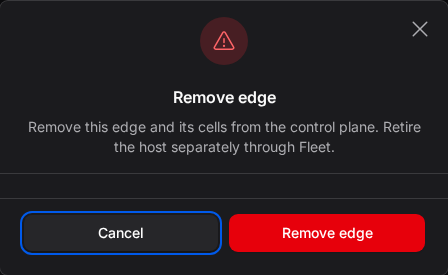 Remove edge
Remove this edge and its cells from the control plane. Retire
the host separately through Fleet.
Cancel
Remove edge